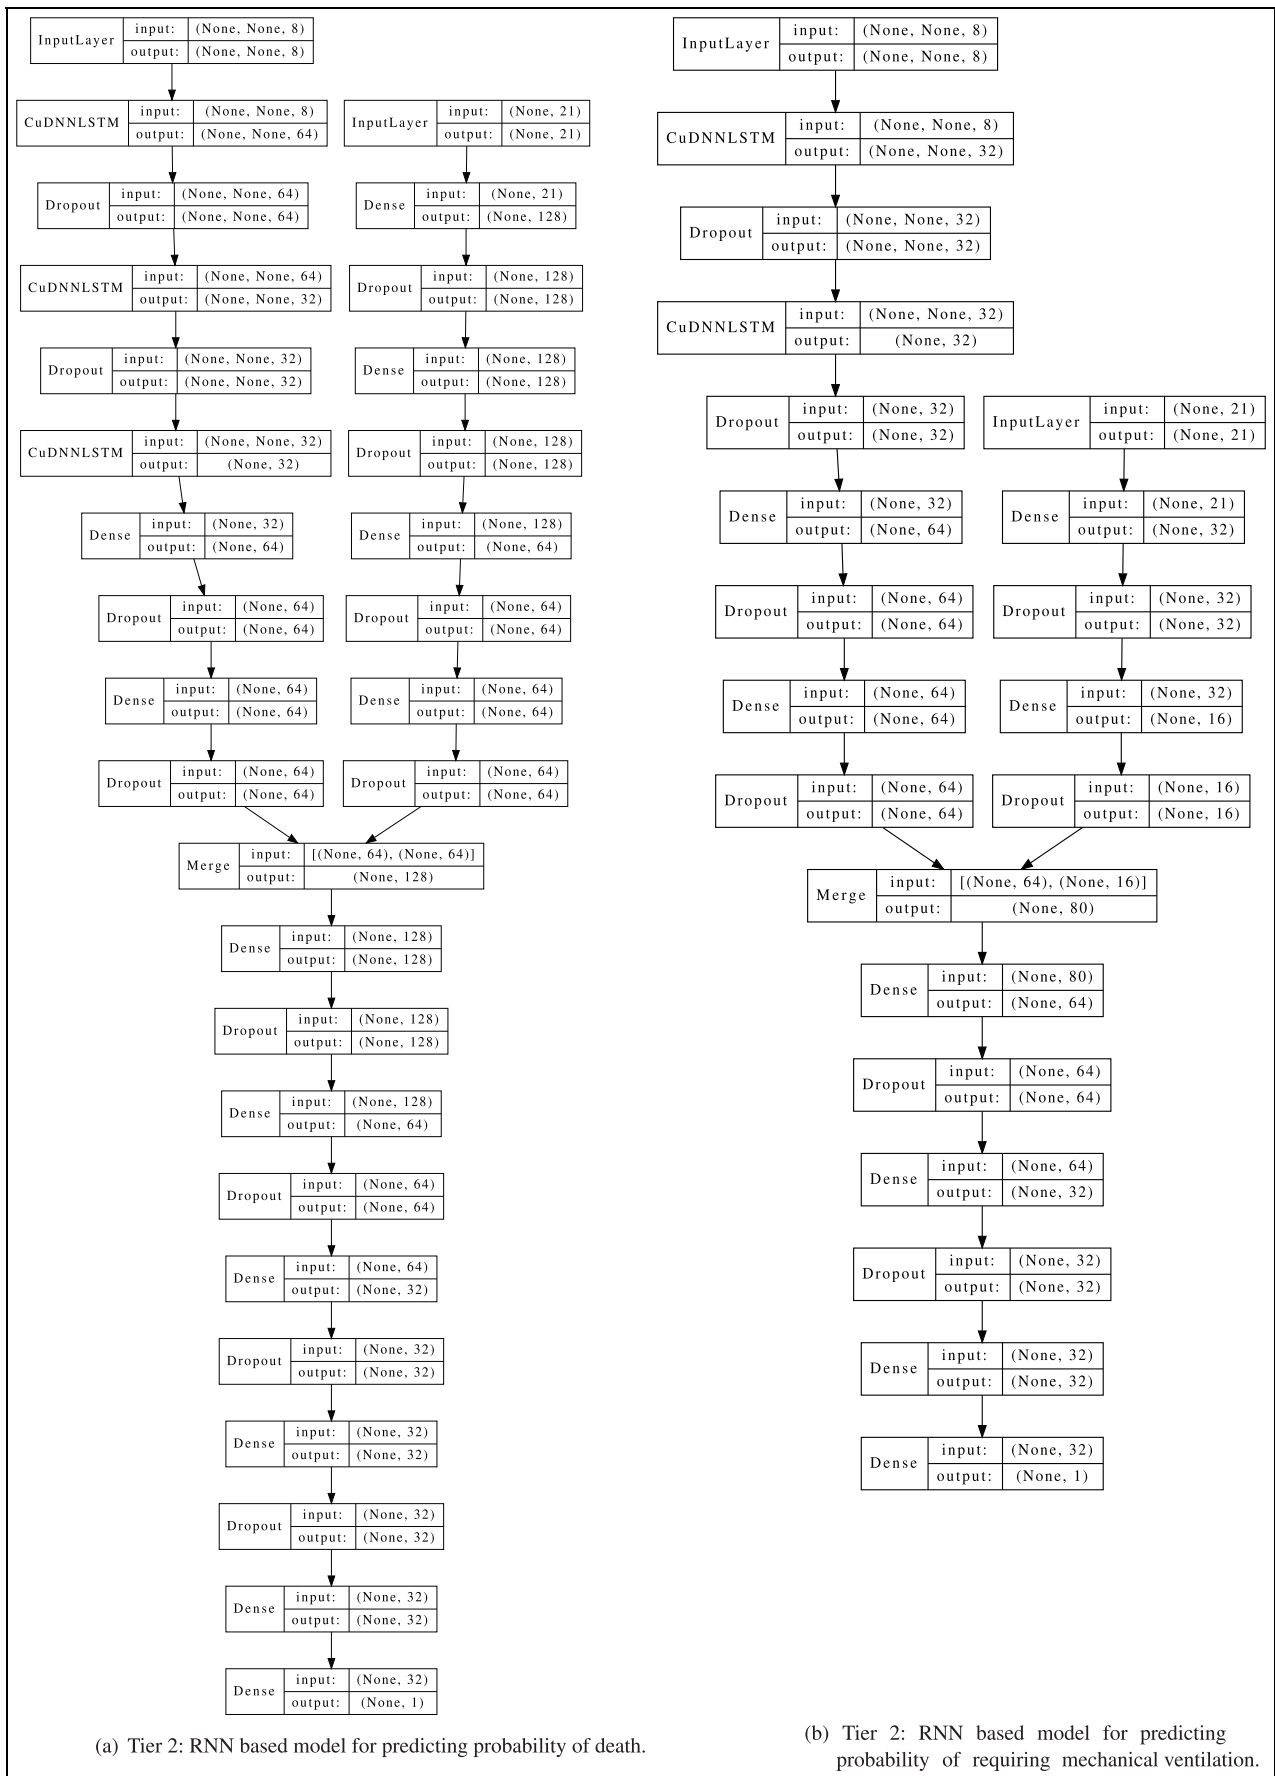 InputLayer input: (None, None, 8)
output: (None, None, 8)
CuDNNLSTM input: (None, None, 8)
output: (None, None, 64)
Dropout input: (None, None, 64)
output: (None, None, 64)
CuDNNLSTM input: (None, None, 64)
output: (None, None, 32)
Dropout input: (None, None, 32)
output: (None, None, 32)
CuDNNLSTM input: (None, None, 32)
output: (None, 32)
Dense input: (None, 32)
output: (None, 64)
Dropout input: (None, 64)
output: (None, 64)
Dense input: (None, 64)
output: (None, 64)
Dropout input: (None, 64)
output: (None, 64)
InputLayer input: (None, 21)
output: (None, 21)
Dense input: (None, 21)
output: (None, 128)
Dropout input: (None, 128)
output: (None, 128)
Dense input: (None, 128)
output: (None, 128)
Dropout input: (None, 128)
output: (None, 128)
Dense input: (None, 128)
output: (None, 64)
Dropout input: (None, 64)
output: (None, 64)
Dense input: (None, 64)
output: (None, 64)
Dropout input: (None, 64)
output: (None, 64)
Merge input: [(None, 64), (None, 64)]
output: (None, 128)
Dense input: (None, 128)
output: (None, 128)
Dropout input: (None, 128)
output: (None, 128)
Dense input: (None, 128)
output: (None, 64)
Dropout input: (None, 64)
output: (None, 64)
Dense input: (None, 64)
output: (None, 32)
Dropout input: (None, 32)
output: (None, 32)
Dense input: (None, 32)
output: (None, 32)
Dropout input: (None, 32)
output: (None, 32)
Dense input: (None, 32)
output: (None, 32)
Dense input: (None, 32)
output: (None, 1)
(a) Tier 2: RNN based model for predicting probability of death.
InputLayer input: (None, None, 8)
output: (None, None, 8)
CuDNNLSTM input: (None, None, 8)
output: (None, None, 32)
Dropout input: (None, None, 32)
output: (None, None, 32)
CuDNNLSTM input: (None, None, 32)
output: (None, 32)
Dropout input: (None, 32)
output: (None, 32)
Dense input: (None, 32)
output: (None, 64)
Dropout input: (None, 64)
output: (None, 64)
Dense input: (None, 64)
output: (None, 64)
Dropout input: (None, 64)
output: (None, 64)
InputLayer input: (None, 21)
output: (None, 21)
Dense input: (None, 21)
output: (None, 32)
Dropout input: (None, 32)
output: (None, 32)
Dense input: (None, 32)
output: (None, 16)
Dropout input: (None, 16)
output: (None, 16)
Merge input: [(None, 64), (None, 16)]
output: (None, 80)
Dense input: (None, 80)
output: (None, 64)
Dropout input: (None, 64)
output: (None, 64)
Dense input: (None, 64)
output: (None, 32)
Dropout input: (None, 32)
output: (None, 32)
Dense input: (None, 32)
output: (None, 32)
Dense input: (None, 32)
output: (None, 1)
(b) Tier 2: RNN based model for predicting
probability of requiring mechanical ventilation.